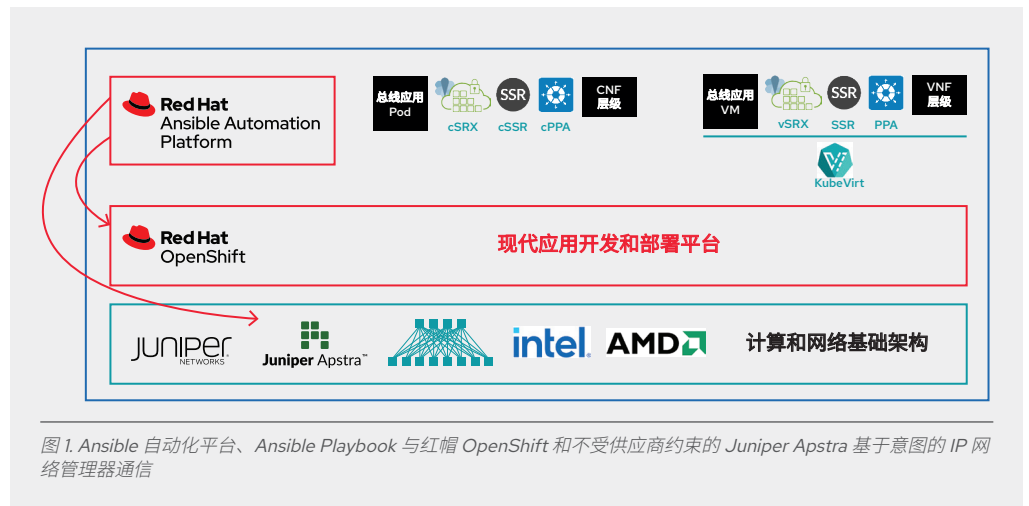 Red Hat
Ansible Automation
Platform
总线应用
Pod
cSRX
SSR
cSSR
cPPA
CNF
层级
总线应用
VM
vSRX
SSR
SSR
PPA
VNF
层级
KubeVirt
Red Hat
OpenShift
现代应用开发和部署平台
JUNIPER
NETWORKS
Juniper Apstra™
intel.
AMD
计算和网络基础架构
图 1. Ansible 自动化平台、Ansible Playbook 与红帽 OpenShift 和不受供应商约束的 Juniper Apstra 基于意图的 IP 网
络管理器通信